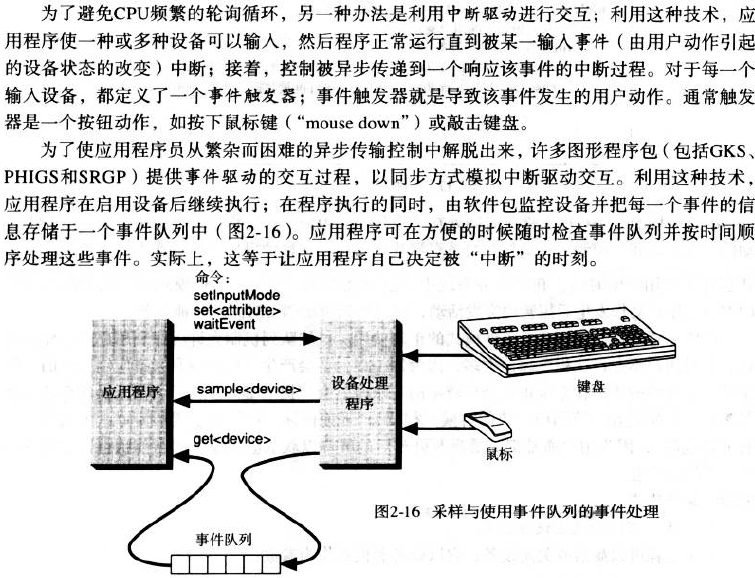 为了避免CPU频繁的轮询循环，另一种办法是利用中断驱动进行交互；利用这种技术，应
用程序使一种或多种设备可以输入，然后程序正常运行直到被某一输入事件（由用户动作引起
的设备状态的改变）中断；接着，控制被异步传递到一个响应该事件的中断过程。对于每一个
输入设备，都定义了一个事件触发器；事件触发器就是导致该事件发生的用户动作。通常触发
器是一个按钮动作，如按下鼠标键（“mouse down”）或敲击键盘。
为了使应用程序员从繁杂而困难的异步传输控制中解脱出来，许多图形程序包（包括GKS、
PHIGS和SRGP）提供事件驱动的交互过程，以同步方式模拟中断驱动交互。利用这种技术，
应用程序在启用设备后继续执行；在程序执行的同时，由软件包监控设备并把每一个事件的信
息存储于一个事件队列中（图2-16）。应用程序可在方便的时候随时检查事件队列并按时间顺
序处理这些事件。实际上，这等于让应用程序自己决定被“中断”的时刻。
命令：
setInputMode
set<attribute>
waitEvent
应用程序
sample<device>
设备处理
程序
键盘
get<device>
鼠标
图2-16 采样与使用事件队列的事件处理
事件队列